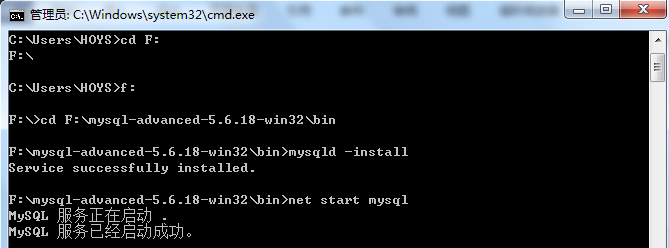 管理员: C:\Windows\system32\cmd.exe
C:\Users\HOYS>cd F:
F:\
C:\Users\HOYS>f:
F:\>cd F:\mysql-advanced-5.6.18-win32\bin
F:\mysql-advanced-5.6.18-win32\bin>mysqld -install
Service successfully installed.
F:\mysql-advanced-5.6.18-win32\bin>net start mysql
MySQL 服务正在启动 .
MySQL 服务已经启动成功。